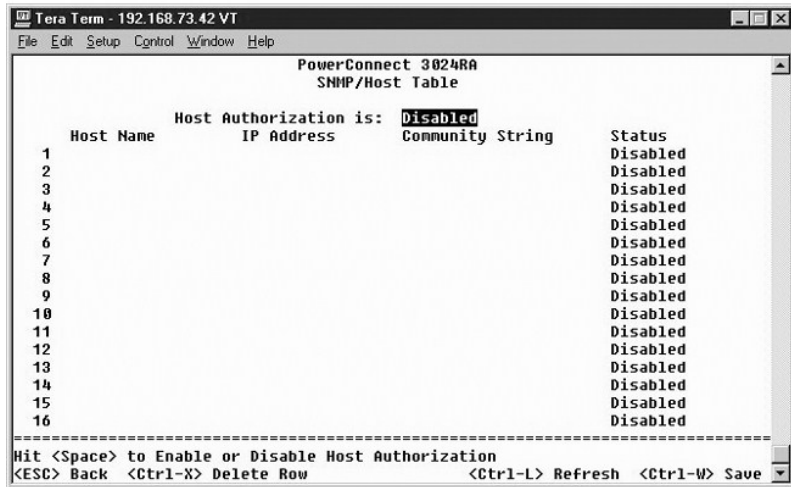 Tera Term - 192.168.73.42 VT
File Edit Setup Control Window Help
PowerConnect 3024RA
SNMP/Host Table
Host Authorization is: Disabled
Host Name IP Address Community String Status
1 Disabled
2 Disabled
3 Disabled
4 Disabled
5 Disabled
6 Disabled
7 Disabled
8 Disabled
9 Disabled
10 Disabled
11 Disabled
12 Disabled
13 Disabled
14 Disabled
15 Disabled
16 Disabled
================================================================================
Hit <Space> to Enable or Disable Host Authorization
<ESC> Back <Ctrl-X> Delete Row <Ctrl-L> Refresh <Ctrl-W> Save